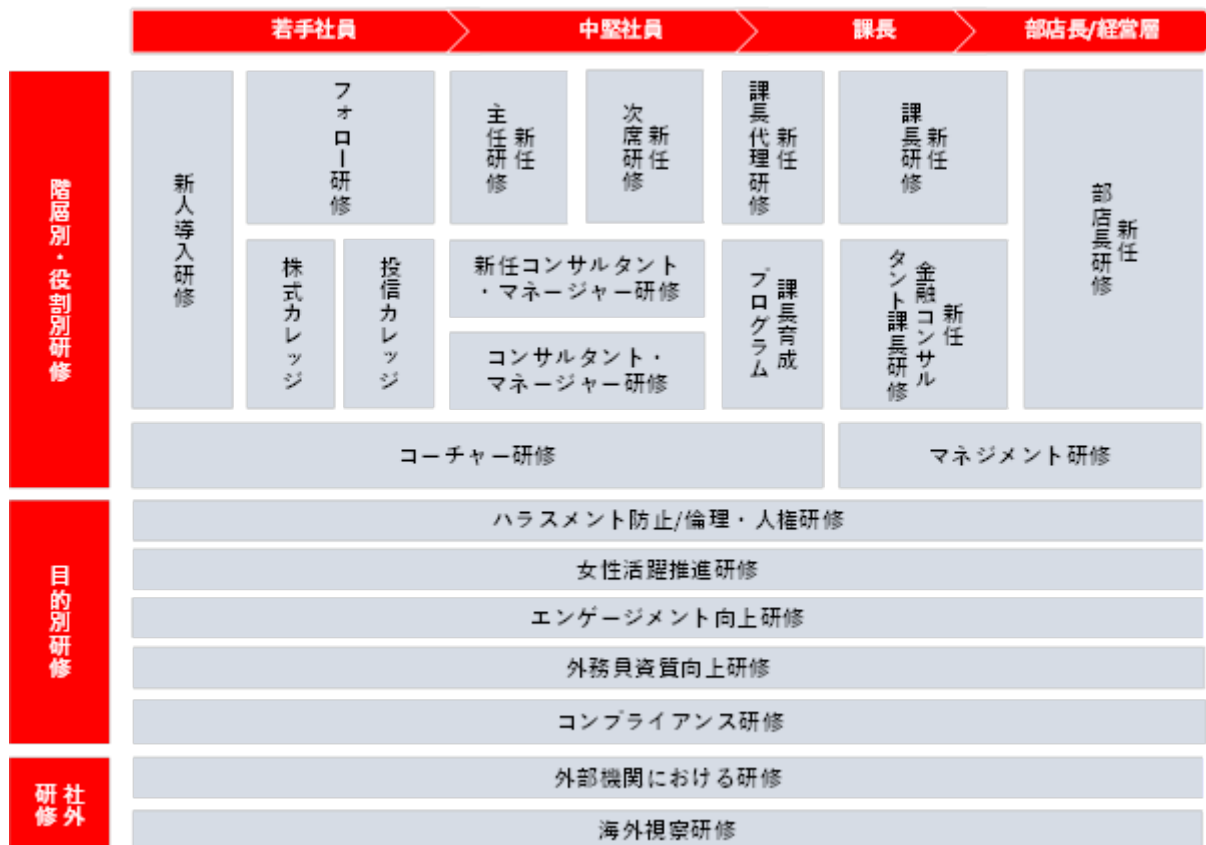 若手社員
中堅社員
課長
部店長/経営層
階層別・役割別研修
新人導入研修
フォロー研修
新任
主任研修
新任
次席研修
新任
課長代理研修
新任
課長研修
新任
部店長研修
株式カレッジ
投信カレッジ
新任コンサルタント
・マネージャー研修
コンサルタント・
マネージャー研修
課長育成
プログラム
新任
金融コンサル
タント課長研修
コーチャー研修
マネジメント研修
目的別研修
ハラスメント防止/倫理・人権研修
女性活躍推進研修
エンゲージメント向上研修
外務員資質向上研修
コンプライアンス研修
社外
研修
外部機関における研修
海外視察研修